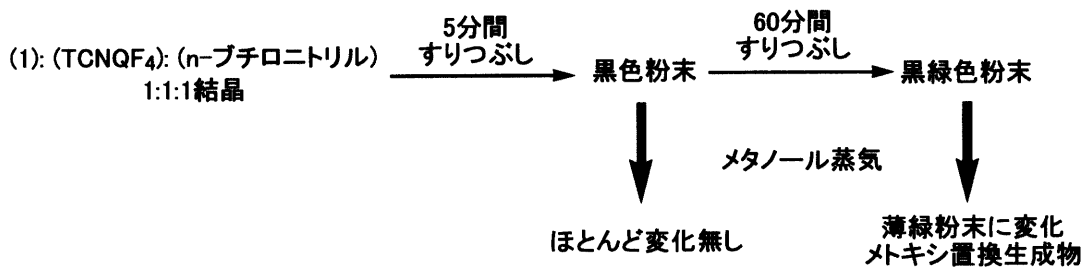 (1): (TCNQF₄): (n-ブチロニトリル)
1:1:1結晶
5分間
すりつぶし
黒色粉末
60分間
すりつぶし
黒緑色粉末
メタノール蒸気
ほとんど変化無し
薄緑粉末に変化
メトキシ置換生成物